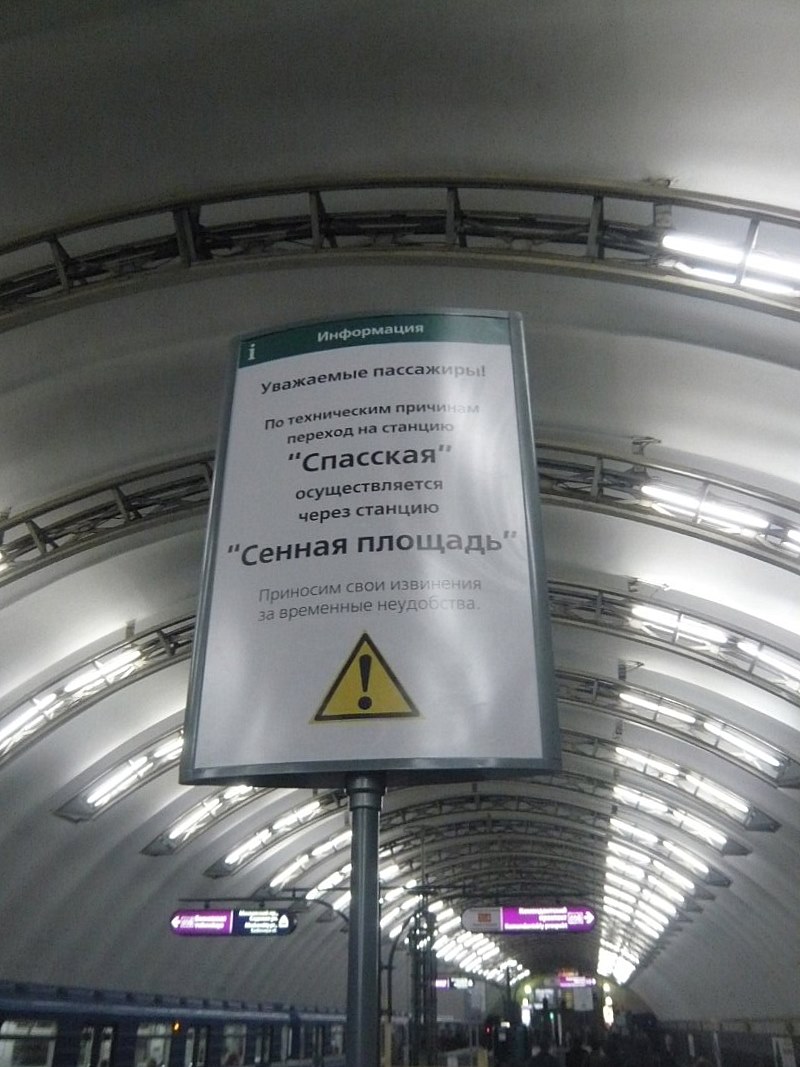 i Информация
Уважаемые пассажиры!
По техническим причинам
переход на станцию
"Спасская"
осуществляется
через станцию
"Сенная площадь"
Приносим свои извинения
за временные неудобства.